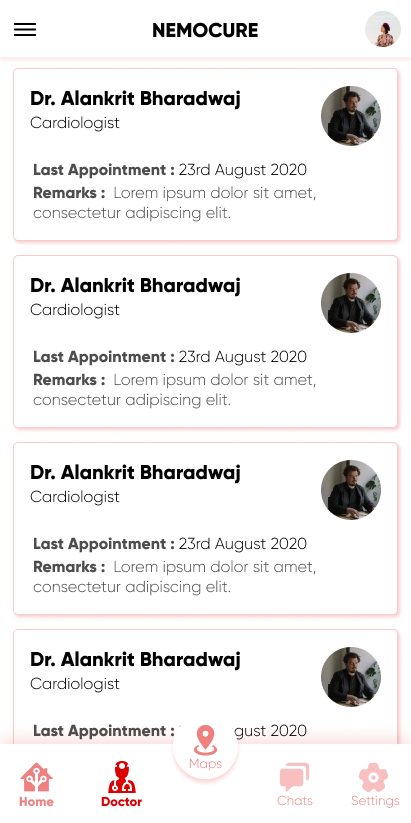 NEMOCURE
Dr. Alankrit Bharadwaj
Cardiologist
Last Appointment : 23rd August 2020
Remarks : Lorem ipsum dolor sit amet,
consectetur adipiscing elit.
Dr. Alankrit Bharadwaj
Cardiologist
Last Appointment : 23rd August 2020
Remarks : Lorem ipsum dolor sit amet,
consectetur adipiscing elit.
Dr. Alankrit Bharadwaj
Cardiologist
Last Appointment : 23rd August 2020
Remarks : Lorem ipsum dolor sit amet,
consectetur adipiscing elit.
Dr. Alankrit Bharadwaj
Cardiologist
Last Appointment : gust 2020
Maps
Home
Doctor
Chats
Settings